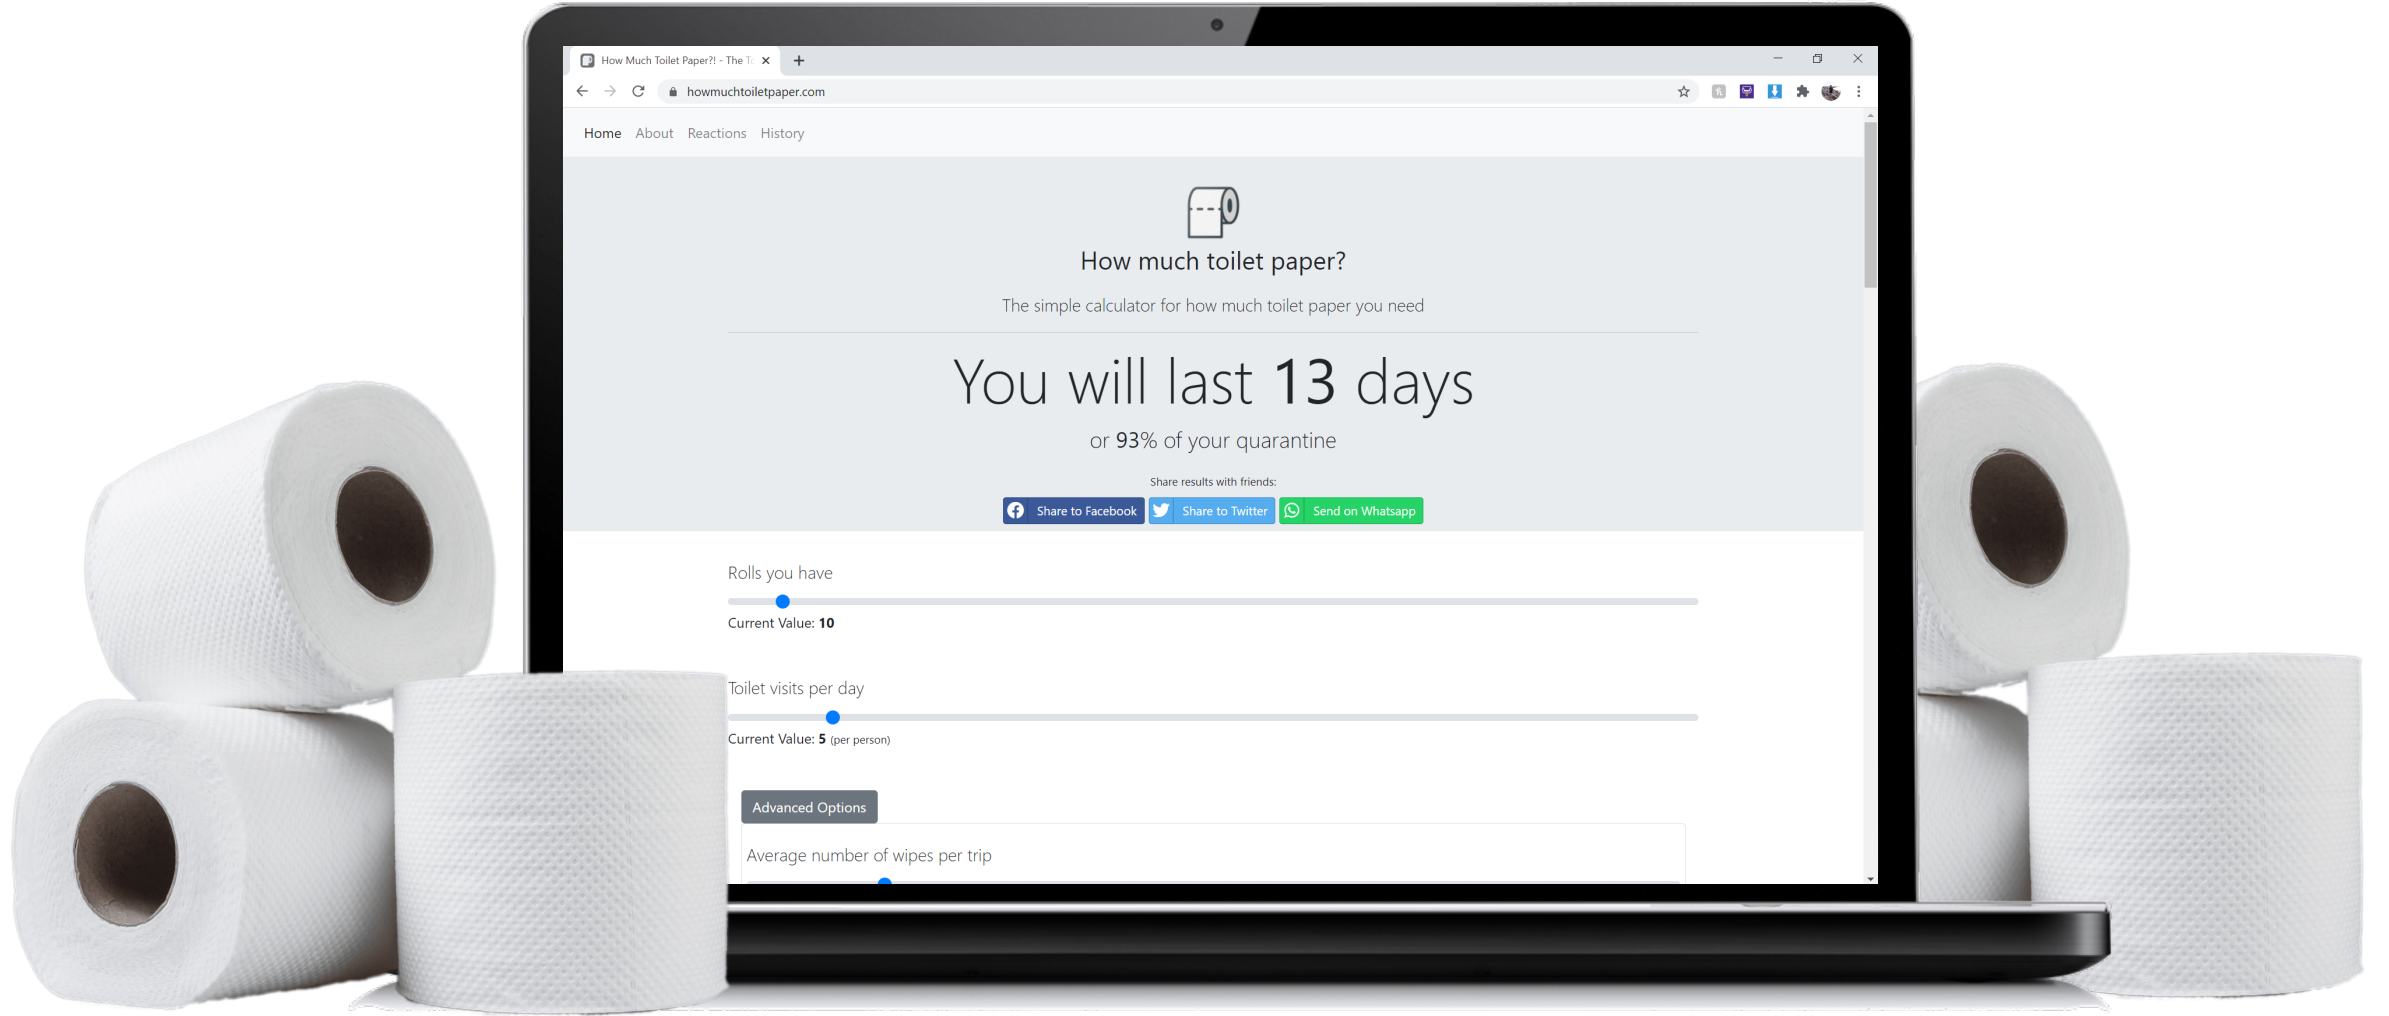 How Much Toilet Paper?! - The To
howmuchtoiletpaper.com
Home About Reactions History
How much toilet paper?
The simple calculator for how much toilet paper you need
You will last 13 days
or 93% of your quarantine
Share results with friends:
Share to Facebook Share to Twitter Send on Whatsapp
Rolls you have
Current Value: 10
Toilet visits per day
Current Value: 5 (per person)
Advanced Options
Average number of wipes per trip